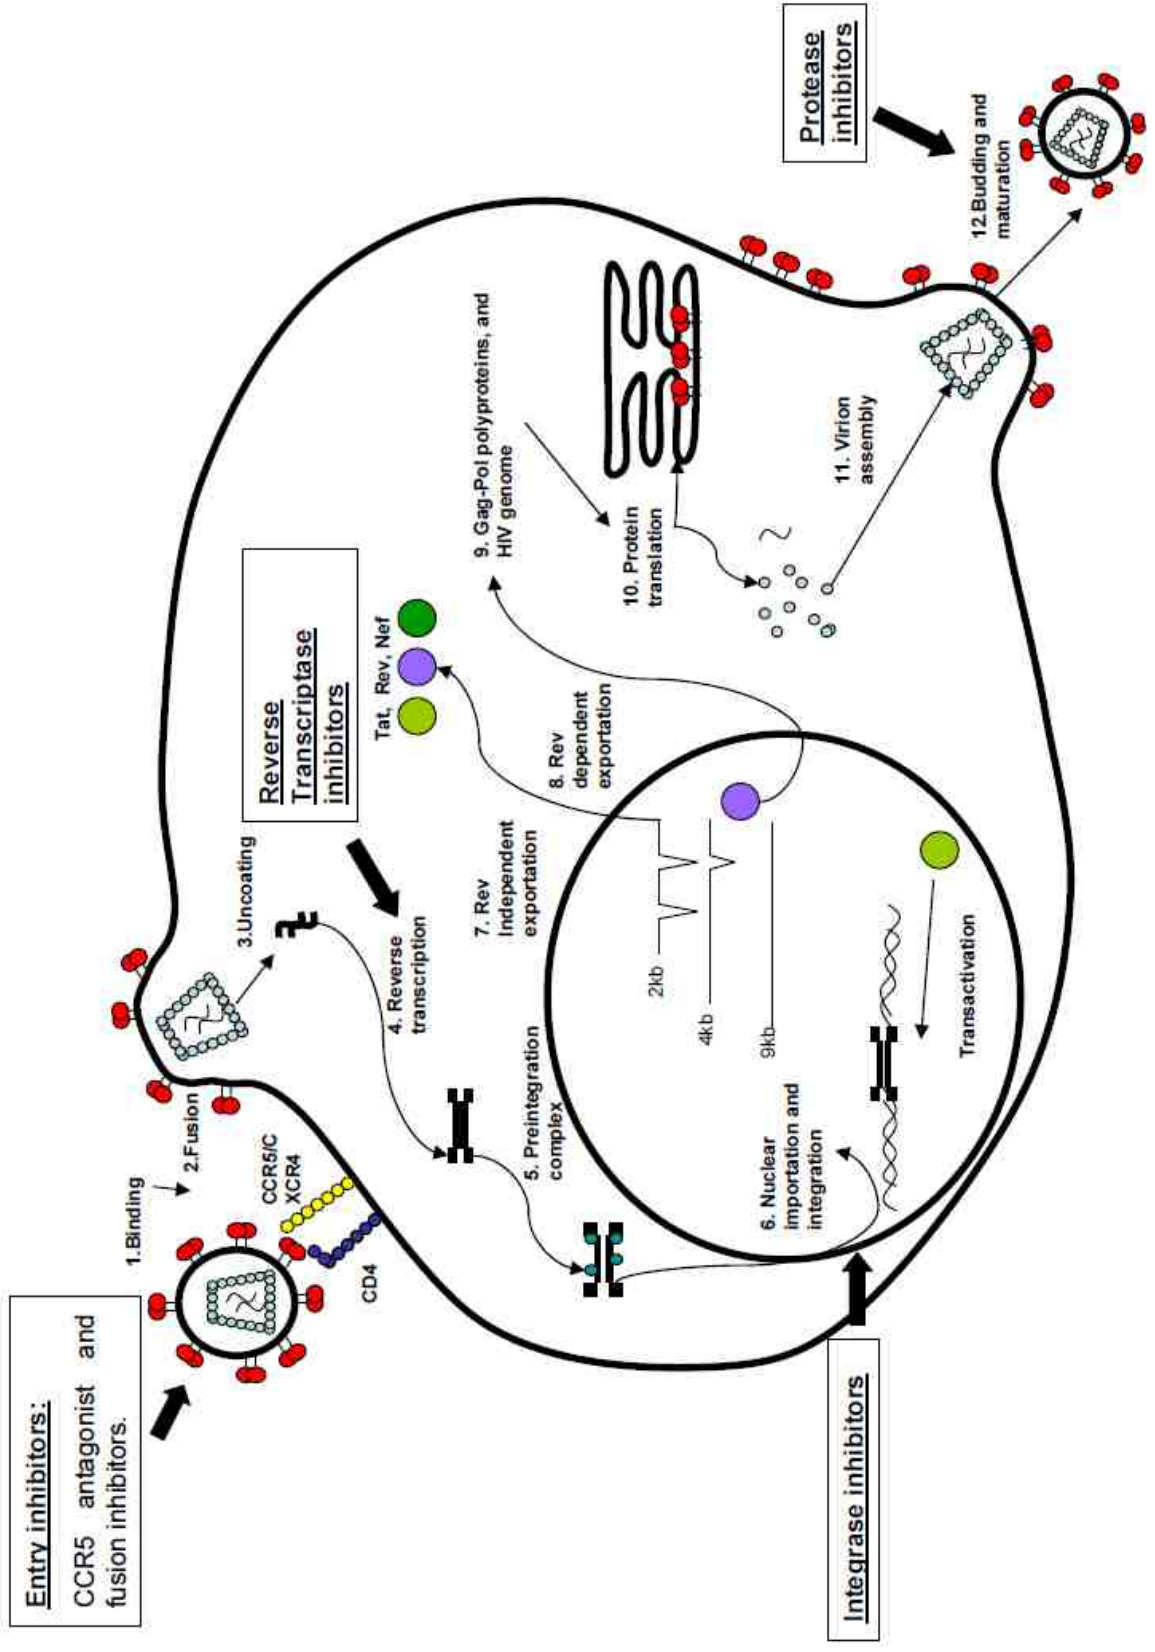 Entry inhibitors:
CCR5 antagonist and
fusion inhibitors.
1.Binding
2.Fusion
CCR5/C
XCR4
CD4
3.Uncoating
Reverse
Transcriptase
inhibitors
4. Reverse
transcription
5. Preintegration
complex
Integrase inhibitors
6. Nuclear
importation and
integration
Transactivation
2kb
4kb
9kb
7. Rev
Independent
exportation
Tat, Rev, Nef
8. Rev
dependent
exportation
9. Gag-Pol polyproteins, and
HIV genome
10. Protein
translation
11. Virion
assembly
12.Budding and
maturation
Protease
inhibitors